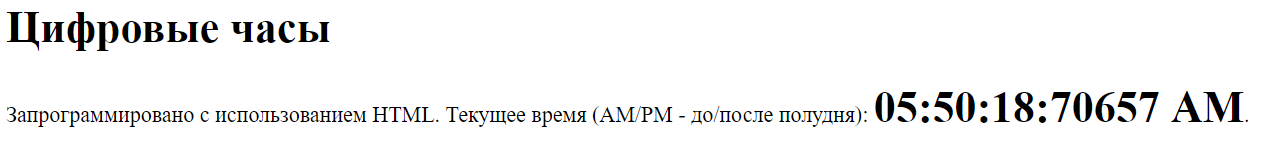 Цифровые часы
Запрограммировано с использованием HTML. Текущее время (AM/PM - до/после полудня): 05:50:18:70657 AM.